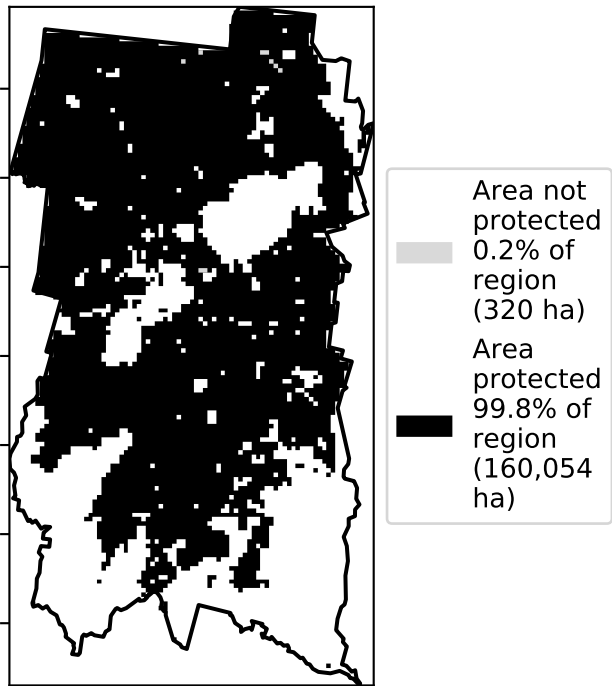 Area not
protected
0.2% of
region
(320 ha)
Area
protected
99.8% of
region
(160,054
ha)